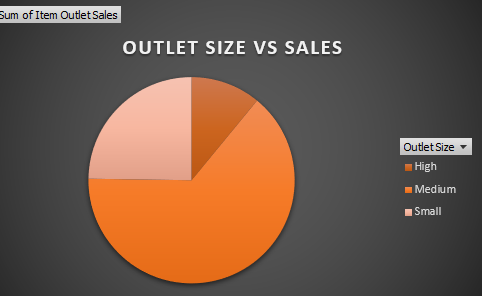 Sum of Item Outlet Sales
OUTLET SIZE VS SALES
Outlet Size
High
Medium
Small